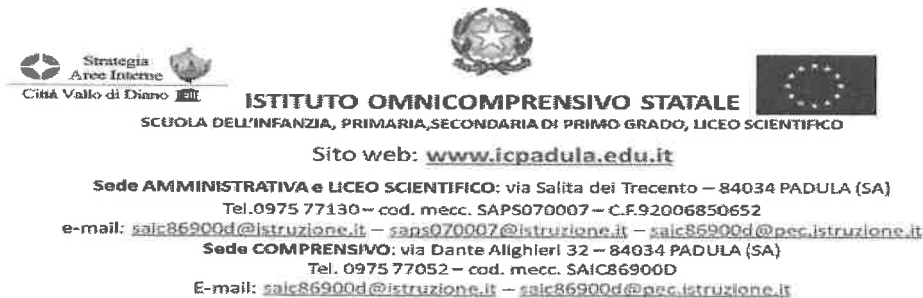 Strategia
Aree Interne
Città Vallo di Diano
ISTITUTO OMNICOMPRENSIVO STATALE
SCUOLA DELL'INFANZIA, PRIMARIA,SECONDARIA DI PRIMO GRADO, LICEO SCIENTIFICO
Sito web: www.icpadula.edu.it
Sede AMMINISTRATIVA e LICEO SCIENTIFICO: via Salita dei Trecento – 84034 PADULA (SA)
Tel.0975 77130 – cod. mecc. SAPS070007 – C.F.92006850652
e-mail: saic86900d@istruzione.it – saps070007@istruzione.it – saic86900d@pec.istruzione.it
Sede COMPRENSIVO: via Dante Alighieri 32 – 84034 PADULA (SA)
Tel. 0975 77052 – cod. mecc. SAIC86900D
E-mail: saic86900d@istruzione.it – saic86900d@pec.istruzione.it